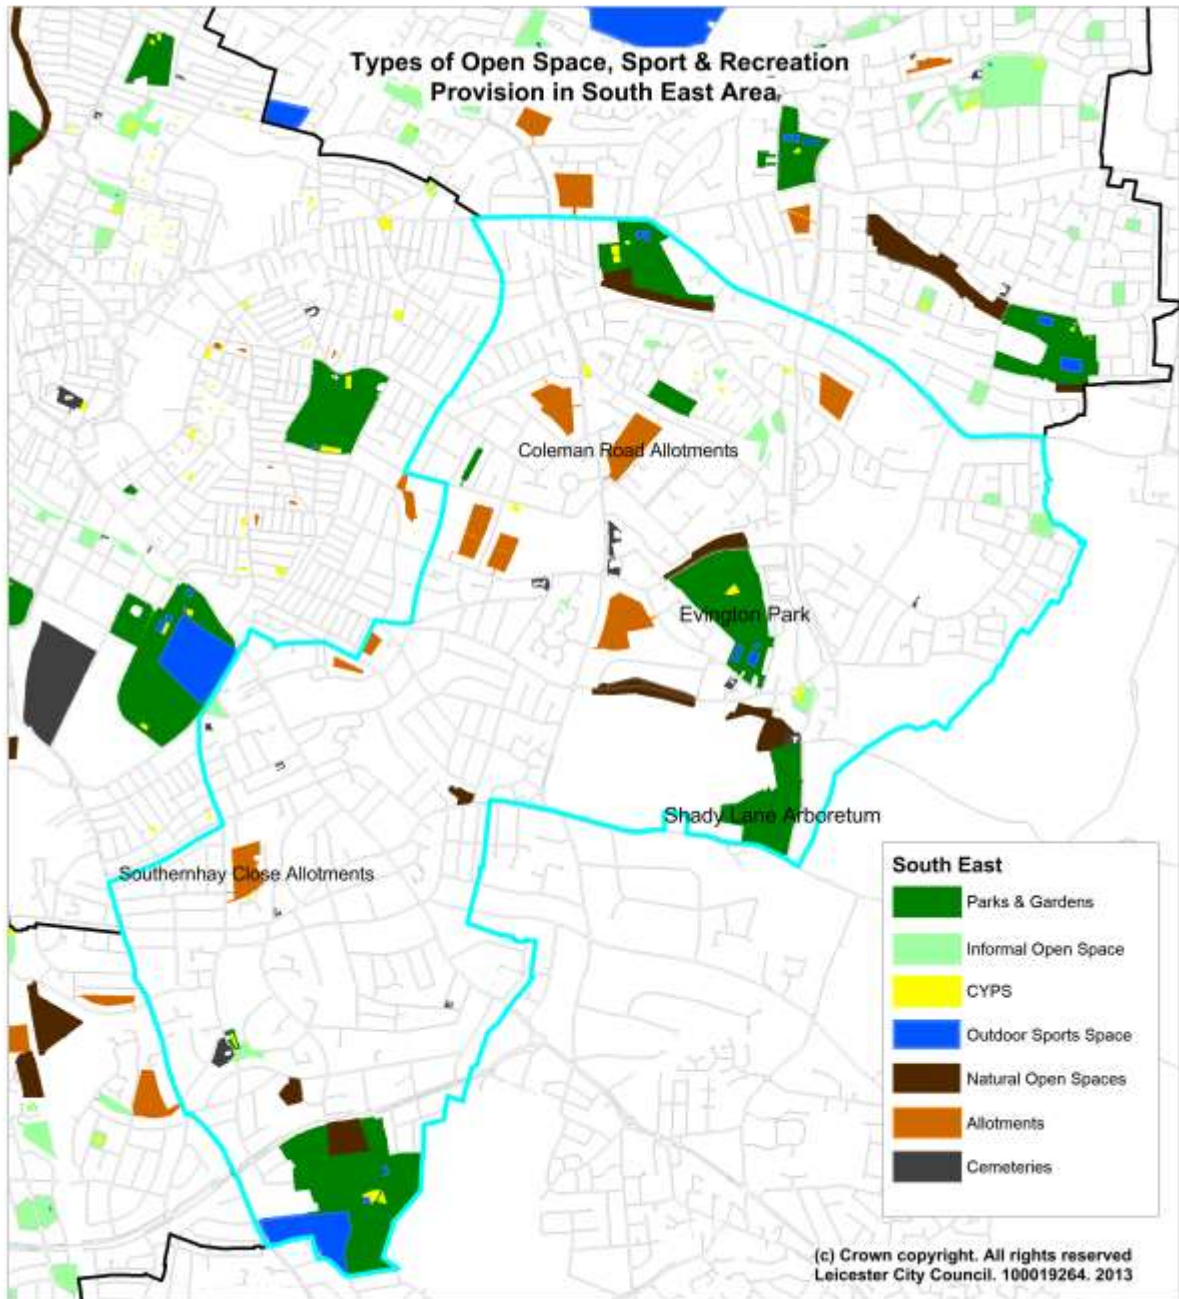 Types of Open Space, Sport & Recreation
Provision in South East Area
Coleman Road Allotments
Evington Park
Shady Lane Arboretum
Southernhay Close Allotments
South East
Parks & Gardens
Informal Open Space
CYPS
Outdoor Sports Space
Natural Open Spaces
Allotments
Cemeteries
(c) Crown copyright. All rights reserved
Leicester City Council. 100019264. 2013